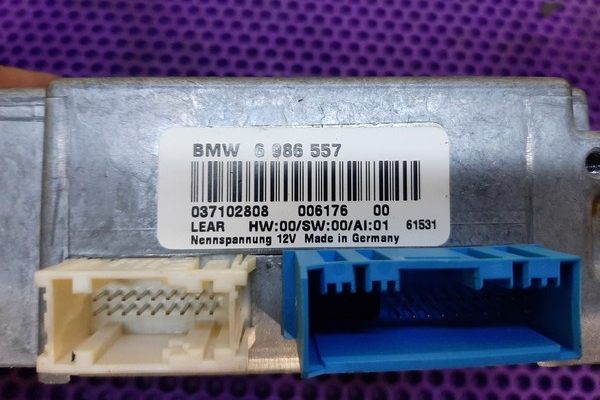 BMW 6 986 557
037102808 006176 00
LEAR HW:00/SW:00/AI:01 61531
Nennspannung 12V Made in Germany